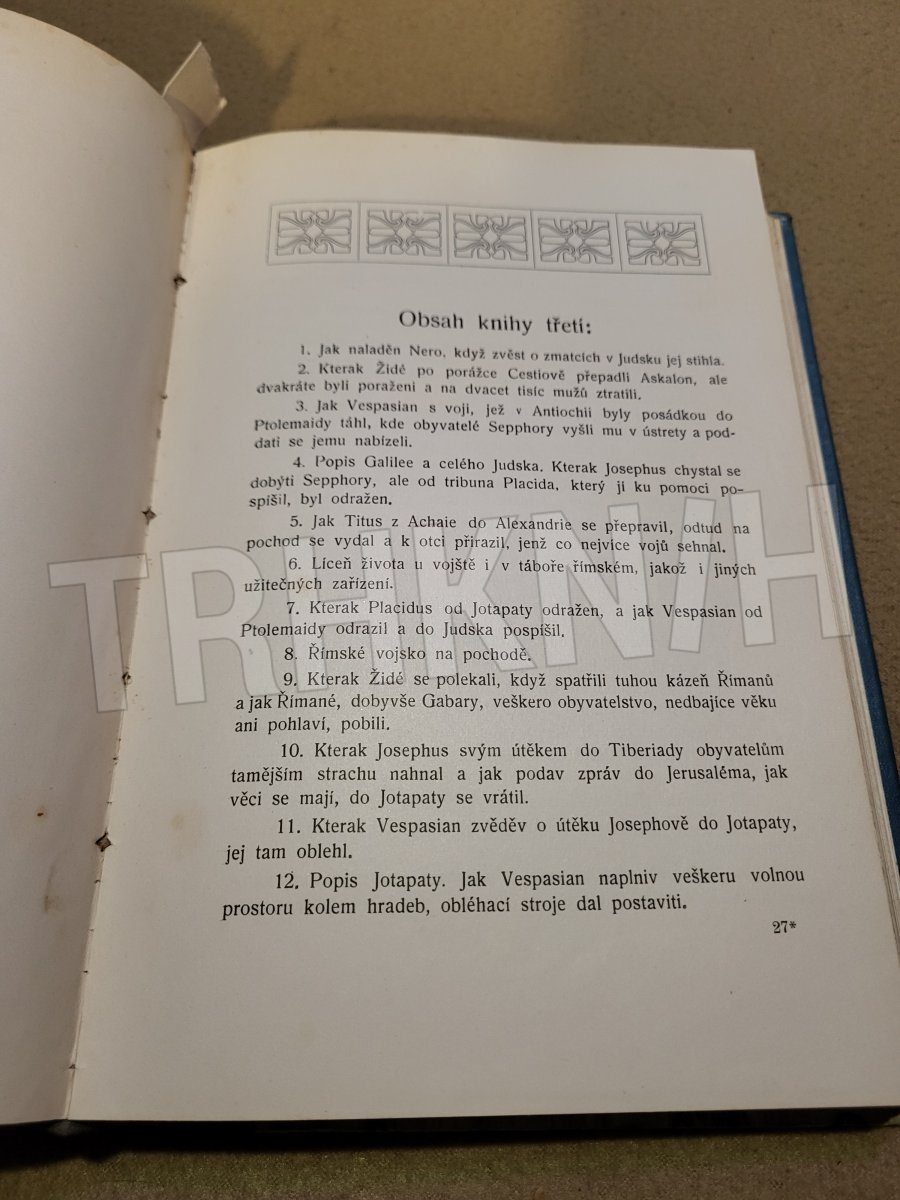 Obsah knihy třetí:
1. Jak naladěn Nero, když zvěst o zmatcích v Judsku jej stihla.
2. Kterak Židé po porážce Cestiově přepadli Askalon, ale
dvakráte byli poraženi a na dvacet tisíc mužů ztratili.
3. Jak Vespasian s voji, jež v Antiochii byly posádkou do
Ptolemaidy táhl, kde obyvatelé Sepphory vyšli mu v ústrety a pod-
dati se jemu nabízeli.
4. Popis Galilee a celého Judska. Kterak Josephus chystal se
dobýti Sepphory, ale od tribuna Placida, který jí ku pomoci po-
spíšil, byl odražen.
5. Jak Titus z Achaie do Alexandrie se přepravil, odtud na
pochod se vydal a k otci přirazil, jenž co nejvíce vojů sehnal.
6. Líceň života u vojště i v táboře římském, jakož i jiných
užitečných zařízení.
7. Kterak Placidus od Jotapaty odražen, a jak Vespasian od
Ptolemaidy odrazil a do Judska pospíšil.
8. Římské vojsko na pochodě.
9. Kterak Židé se polekali, když spatřili tuhou kázeň Římanů
a jak Římané, dobyvše Gabary, veškero obyvatelstvo, nedbajíce věku
ani pohlaví, pobili.
10. Kterak Josephus svým útěkem do Tiberiady obyvatelům
tamějším strachu nahnal a jak podav zpráv do Jerusaléma, jak
věci se mají, do Jotapaty se vrátil.
11. Kterak Vespasian zvěděv o útěku Josephově do Jotapaty,
jej tam oblehl.
12. Popis Jotapaty. Jak Vespasian naplniv veškeru volnou
prostoru kolem hradeb, obléhací stroje dal postaviti.
27*
TRHKNIH